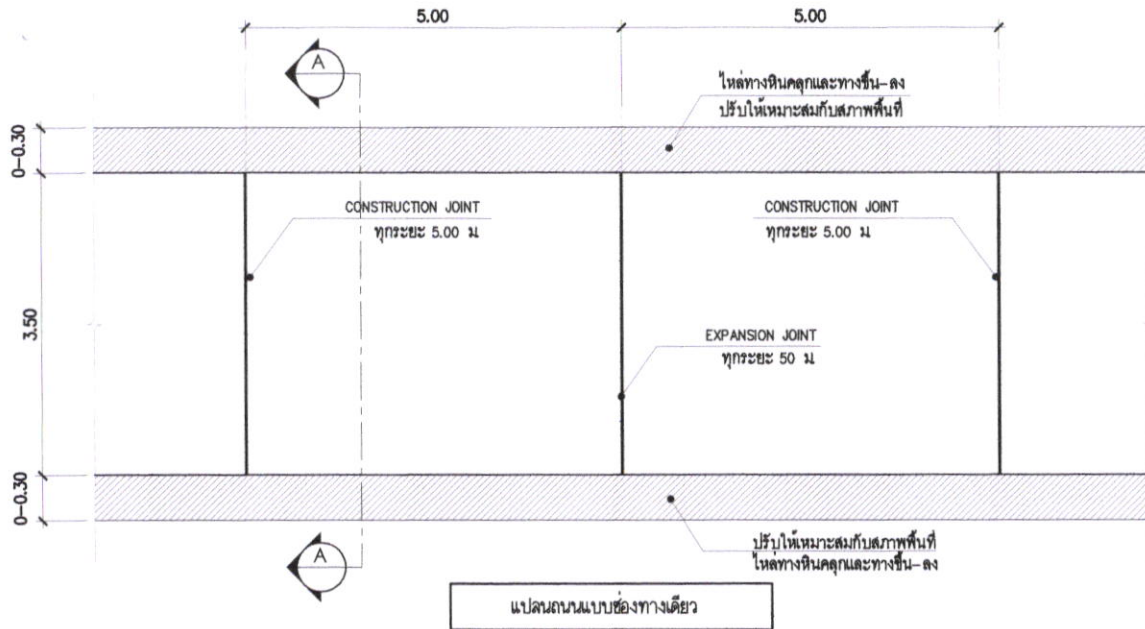 5.00
5.00
A
ไหล่ทางหินคลุกและทางขึ้น-ลง
ปรับให้เหมาะสมกับสภาพพื้นที่
0-0.30
CONSTRUCTION JOINT
ทุกระยะ 5.00 ม
CONSTRUCTION JOINT
ทุกระยะ 5.00 ม
3.50
EXPANSION JOINT
ทุกระยะ 50 ม
0-0.30
ปรับให้เหมาะสมกับสภาพพื้นที่
ไหล่ทางหินคลุกและทางขึ้น-ลง
A
แปลนถนนแบบช่องทางเดียว